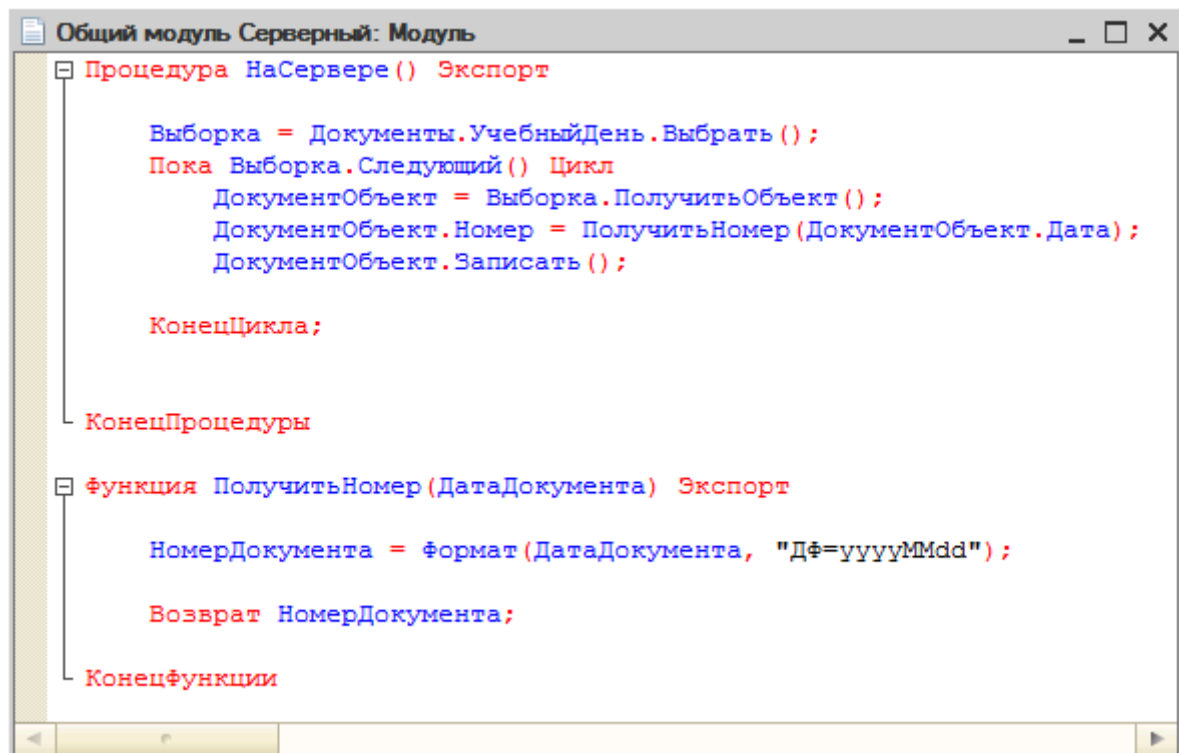 Общий модуль Серверный: Модуль
Процедура НаСервере() Экспорт
Выборка = Документы.УчебныйДень.Выбрать();
Пока Выборка.Следующий() Цикл
ДокументОбъект = Выборка.ПолучитьОбъект();
ДокументОбъект.Номер = ПолучитьНомер(ДокументОбъект.Дата);
ДокументОбъект.Записать();
КонецЦикла;
КонецПроцедуры
Функция ПолучитьНомер(ДатаДокумента) Экспорт
НомерДокумента = Формат(ДатаДокумента, "ДФ=yyyyMMdd");
Возврат НомерДокумента;
КонецФункции